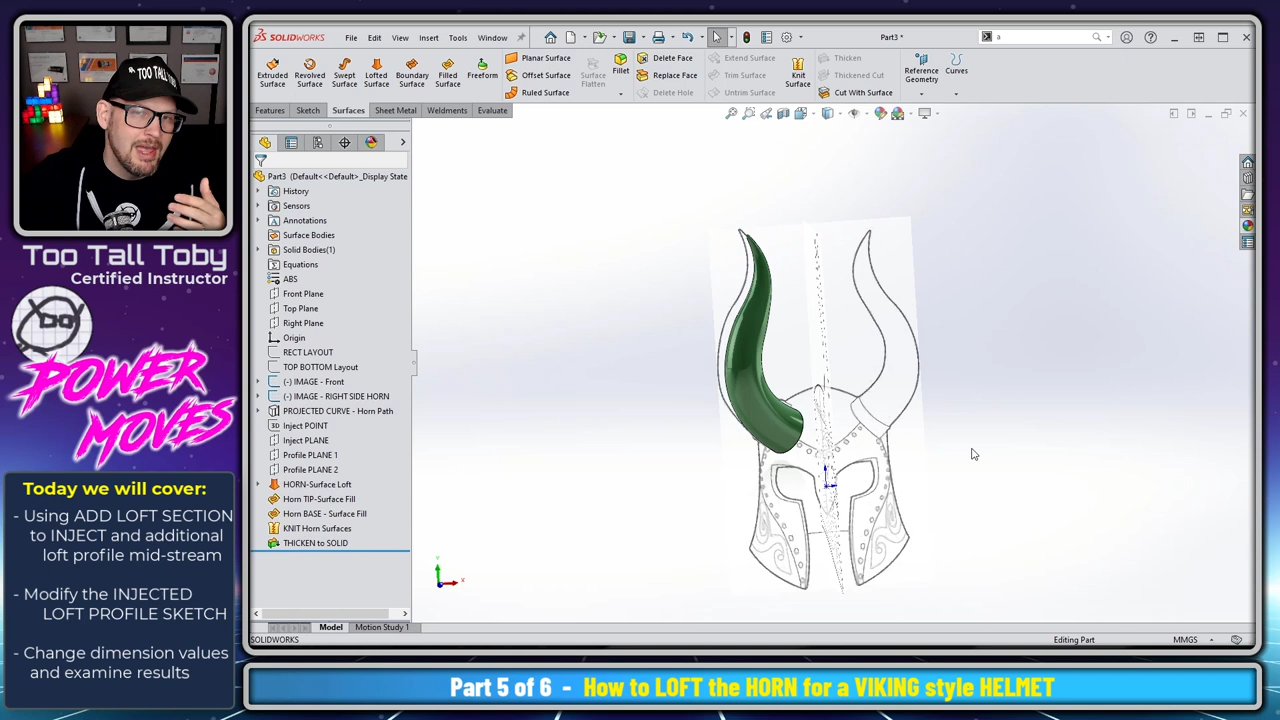 "TOO TALL TOBY"
Too Tall Toby
Certified Instructor
POWER
MOVES
Today we will cover:
- Using ADD LOFT SECTION
to INJECT and additional
loft profile mid-stream
- Modify the INJECTED
LOFT PROFILE SKETCH
- Change dimension values
and examine results
SOLIDWORKS File Edit View Insert Tools Window Part3 * a
Extruded Surface
Revolved Surface
Swept Surface
Lofted Surface
Boundary Surface
Filled Surface
Freeform
Planar Surface
Offset Surface
Ruled Surface
Surface Flatten
Fillet
Delete Face
Replace Face
Delete Hole
Extend Surface
Trim Surface
Untrim Surface
Knit Surface
Thicken
Thickened Cut
Cut With Surface
Reference Geometry
Curves
Features Sketch Surfaces Sheet Metal Weldments Evaluate
Part3 (Default<<Default>_Display State
History
Sensors
Annotations
Surface Bodies
Solid Bodies(1)
Equations
ABS
Front Plane
Top Plane
Right Plane
Origin
RECT LAYOUT
TOP BOTTOM Layout
(-) IMAGE - Front
(-) IMAGE - RIGHT SIDE HORN
PROJECTED CURVE - Horn Path
3D Inject POINT
Inject PLANE
Profile PLANE 1
Profile PLANE 2
HORN-Surface Loft
Horn TIP-Surface Fill
Horn BASE - Surface Fill
KNIT Horn Surfaces
THICKEN to SOLID
Y
X
Model Motion Study 1
SOLIDWORKS Editing Part MMGS
Part 5 of 6 - How to LOFT the HORN for a VIKING style HELMET